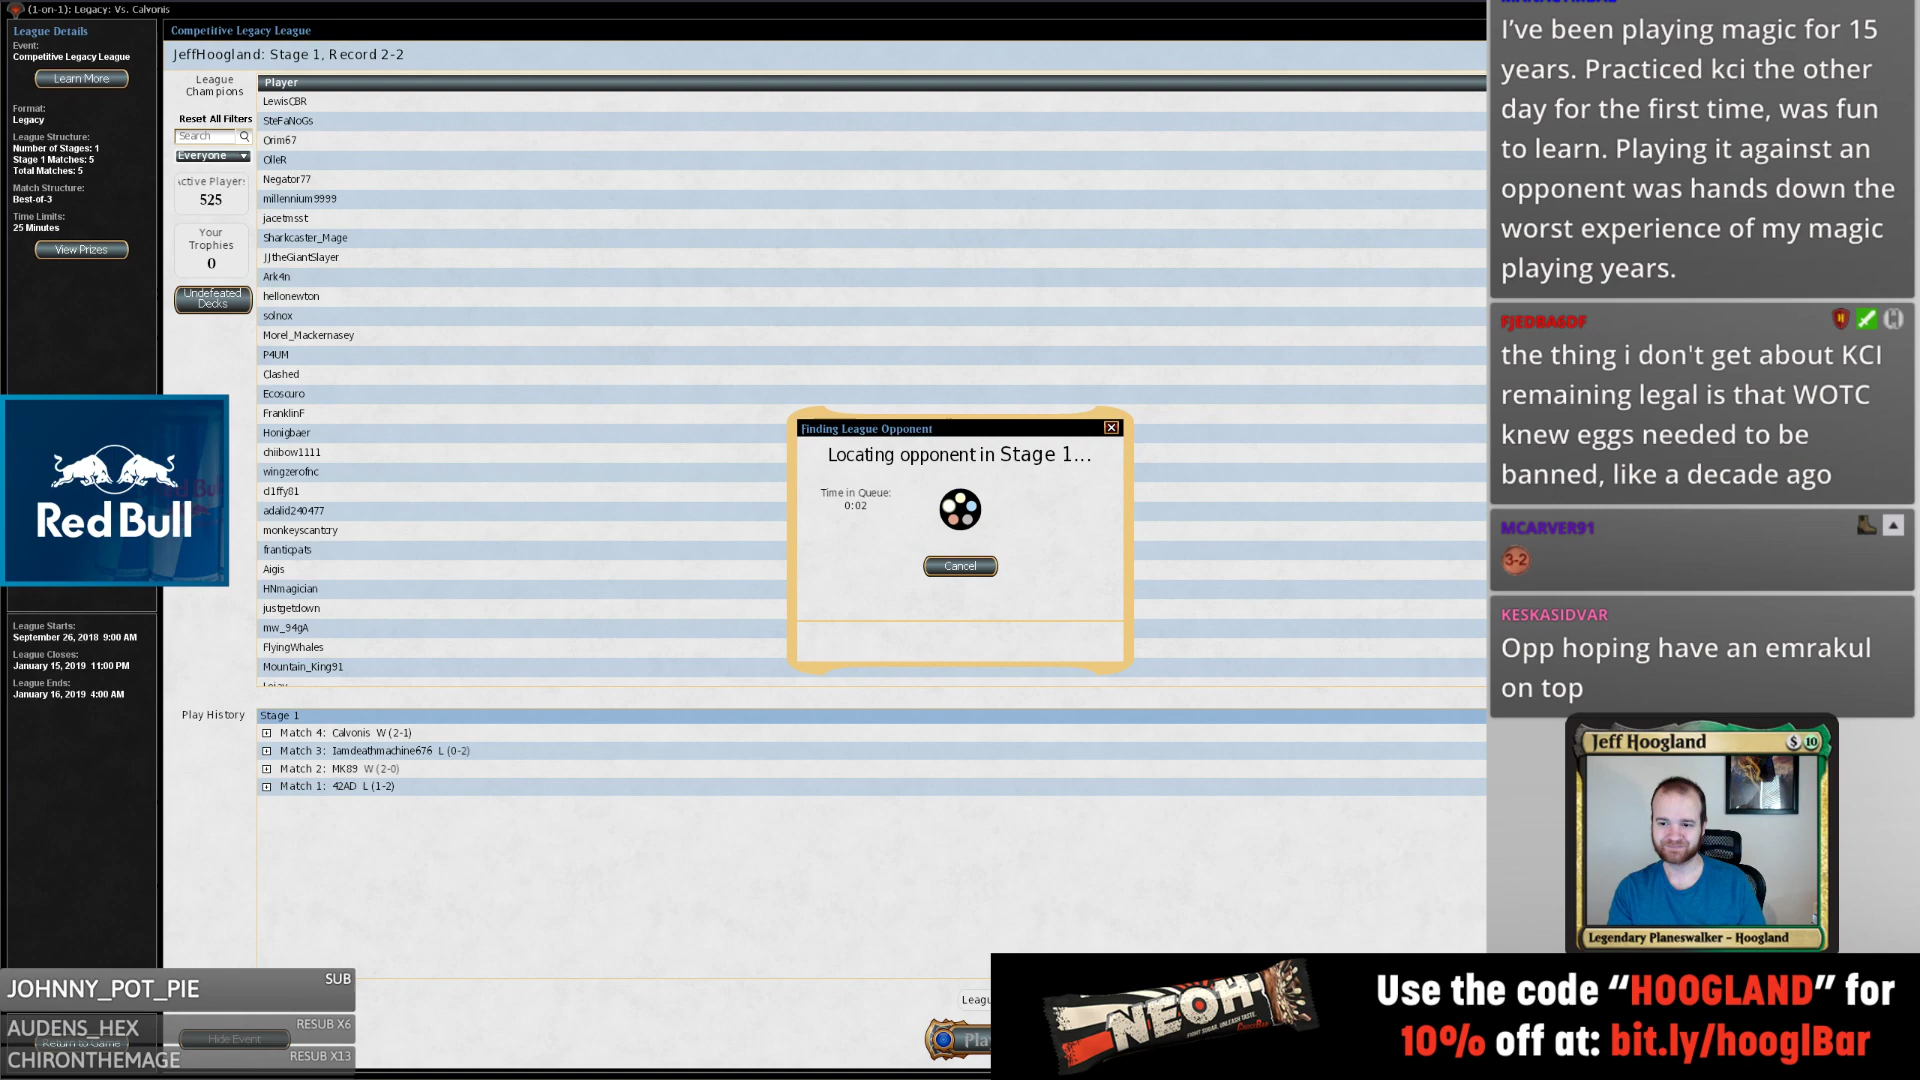 (1-on-1): Legacy: Vs. Calvonis
League Details
Event:
Competitive Legacy League
Learn More
Format:
Legacy
League Structure:
Number of Stages: 1
Stage 1 Matches: 5
Total Matches: 5
Match Structure:
Best-of-3
Time Limits:
25 Minutes
View Prizes
Red Bull
League Starts:
September 26, 2018 9:00 AM
League Closes:
January 15, 2019 11:00 PM
League Ends:
January 16, 2019 4:00 AM
Competitive Legacy League
JeffHoogland: Stage 1, Record 2-2
League
Champions
Reset All Filters
Search
Everyone
Active Players
525
Your
Trophies
0
Undefeated
Decks
Player
LewisCBR
SteFaNoGs
Orim67
OlleR
Negator77
millennium9999
jacetmsst
Sharkcaster_Mage
JJtheGiantSlayer
Ark4n
hellonewton
solnox
Morel_Mackernasey
P4UM
Clashed
Ecoscuro
FranklinF
Honigbaer
chiibow1111
wingzerofnc
d1ffy81
adalid240477
monkeyscantcry
franticpats
Aigis
HNmagician
justgetdown
mw_94gA
FlyingWhales
Mountain_King91
Finding League Opponent
Locating opponent in Stage 1...
Time in Queue:
0:02
Cancel
Play History
Stage 1
Match 4: Calvonis W (2-1)
Match 3: Iamdeathmachine676 L (0-2)
Match 2: MK89 W (2-0)
Match 1: 42AD L (1-2)
Leagu
Pla
JOHNNY_POT_PIE SUB
AUDENS_HEX RESUB X6
Return to Game
Hide Event
CHIRONTHEMAGE RESUB X13
I've been playing magic for 15
years. Practiced kci the other
day for the first time, was fun
to learn. Playing it against an
opponent was hands down the
worst experience of my magic
playing years.
FJEDBA6DF
the thing i don't get about KCI
remaining legal is that WOTC
knew eggs needed to be
banned, like a decade ago
MCARVER91
3-2
KESKASIDVAR
Opp hoping have an emrakul
on top
Jeff Hoogland $ 10
Legendary Planeswalker – Hoogland
NEOH
CROSSBAR
Use the code "HOOGLAND" for
10% off at: bit.ly/hooglBar